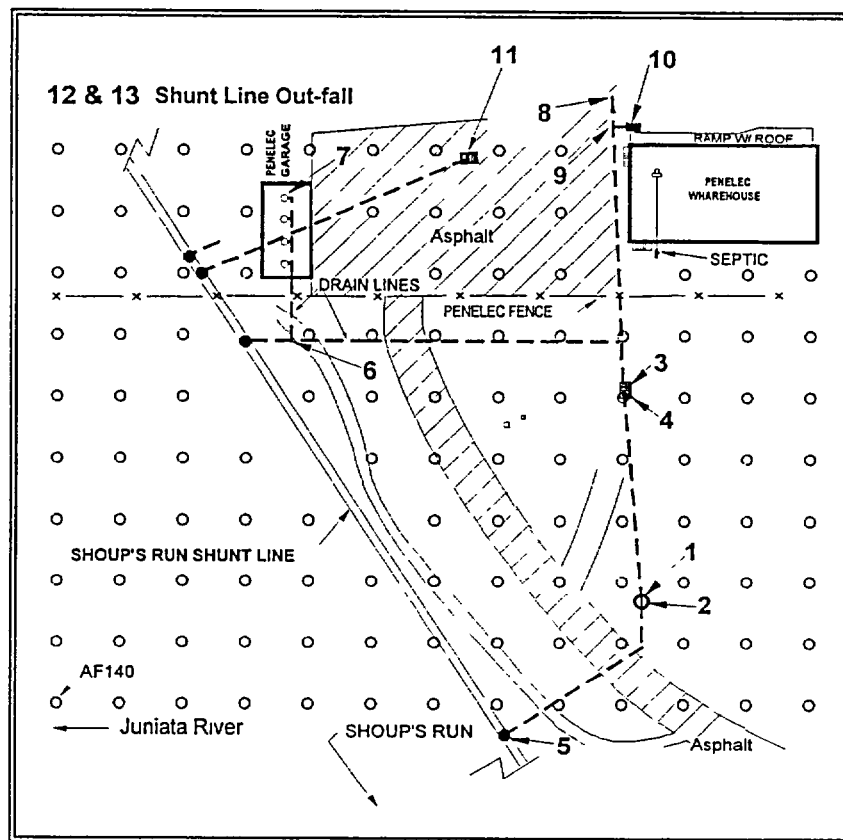 11
10
8
12 & 13 Shunt Line Out-fall
PENELEC
GARAGE
7
9
RAMP W/ ROOF
PENELEC
WHAREHOUSE
Asphalt
SEPTIC
DRAIN LINES
PENELEC FENCE
6
3
4
SHOUP'S RUN SHUNT LINE
1
2
AF140
Juniata River
SHOUP'S RUN
5
Asphalt